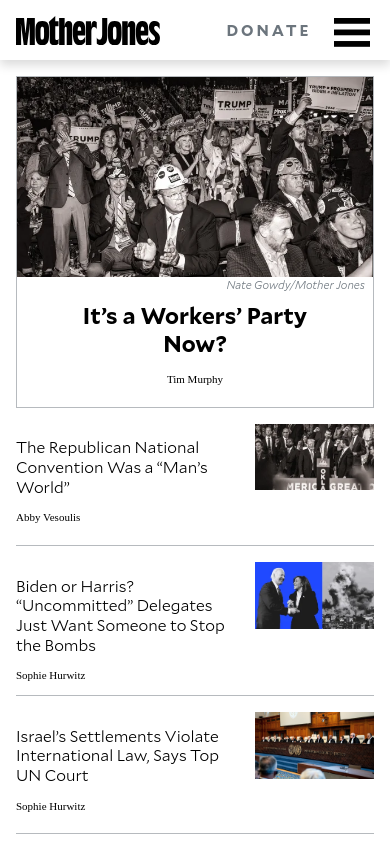 Mother Jones
DONATE
TRUMP
TRUMP
Nate Gowdy/Mother Jones
It's a Workers' Party
Now?
Tim Murphy
The Republican National
Convention Was a “Man's
World”
Abby Vesoulis
Biden or Harris?
“Uncommitted” Delegates
Just Want Someone to Stop
the Bombs
Sophie Hurwitz
Israel's Settlements Violate
International Law, Says Top
UN Court
Sophie Hurwitz